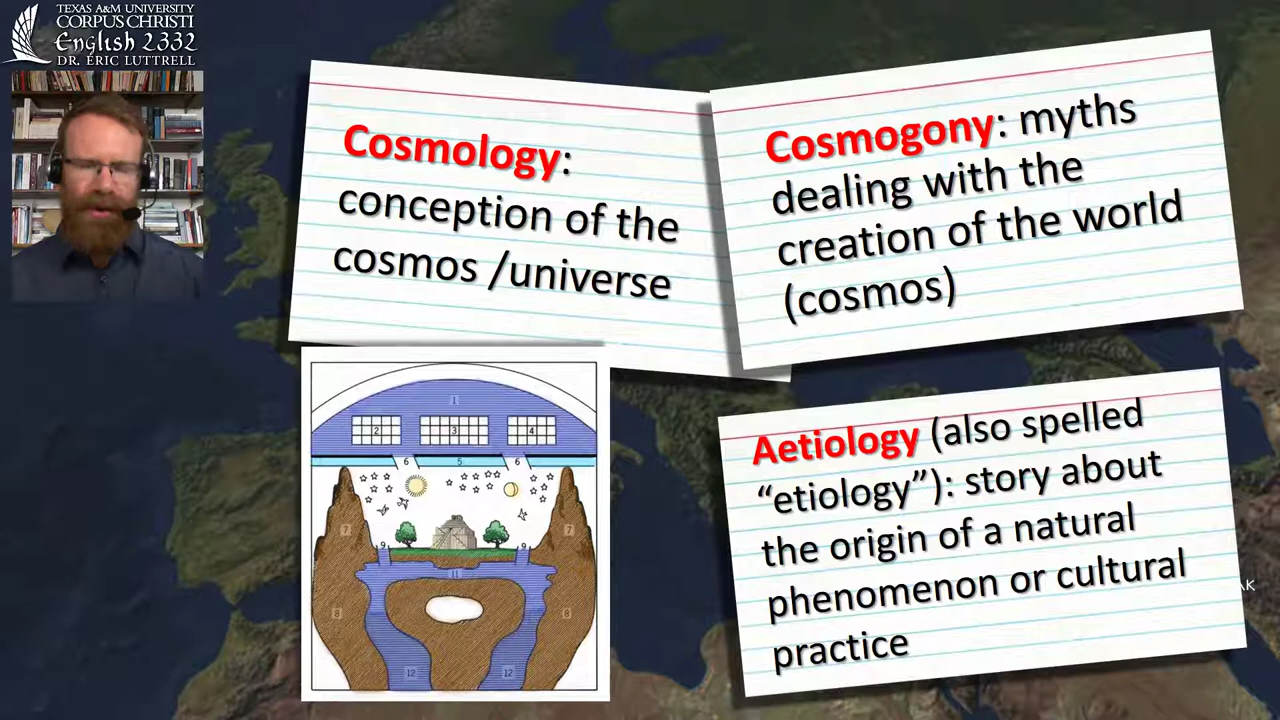 TEXAS A&M UNIVERSITY
CORPUS CHRISTI
English 2332
DR. ERIC LUTTRELL
Cosmology:
conception of the
cosmos /universe
Cosmogony: myths
dealing with the
creation of the world
(cosmos)
1
2
3
4
6
5
6
7
7
9
9
11
8
8
12
12
Aetiology (also spelled
“etiology”): story about
the origin of a natural
phenomenon or cultural
practice
AK